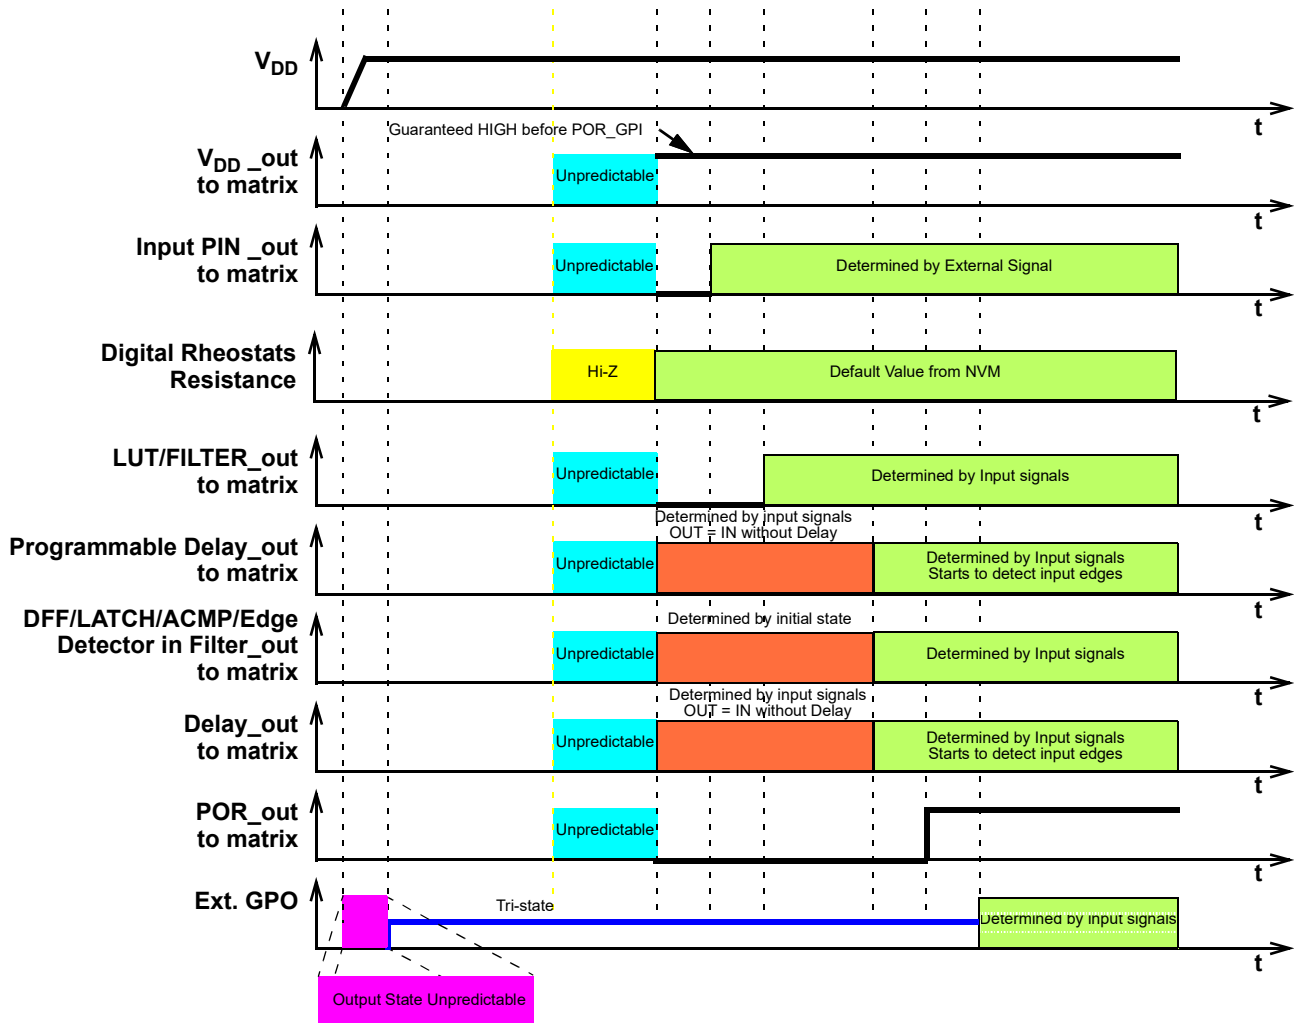 VDD
t
Guaranteed HIGH before POR_GPI
VDD _out
to matrix
Unpredictable
t
Input PIN _out
to matrix
Unpredictable
Determined by External Signal
t
Digital Rheostats
Resistance
Hi-Z
Default Value from NVM
t
LUT/FILTER_out
to matrix
Unpredictable
Determined by Input signals
t
Determined by input signals
OUT = IN without Delay
Programmable Delay_out
to matrix
Unpredictable
Determined by Input signals
Starts to detect input edges
t
DFF/LATCH/ACMP/Edge
Detector in Filter_out
to matrix
Determined by initial state
Unpredictable
Determined by Input signals
t
Determined by input signals
OUT = IN without Delay
Delay_out
to matrix
Unpredictable
Determined by Input signals
Starts to detect input edges
t
POR_out
to matrix
Unpredictable
t
Ext. GPO
Tri-state
Determined by Input signals
t
Output State Unpredictable